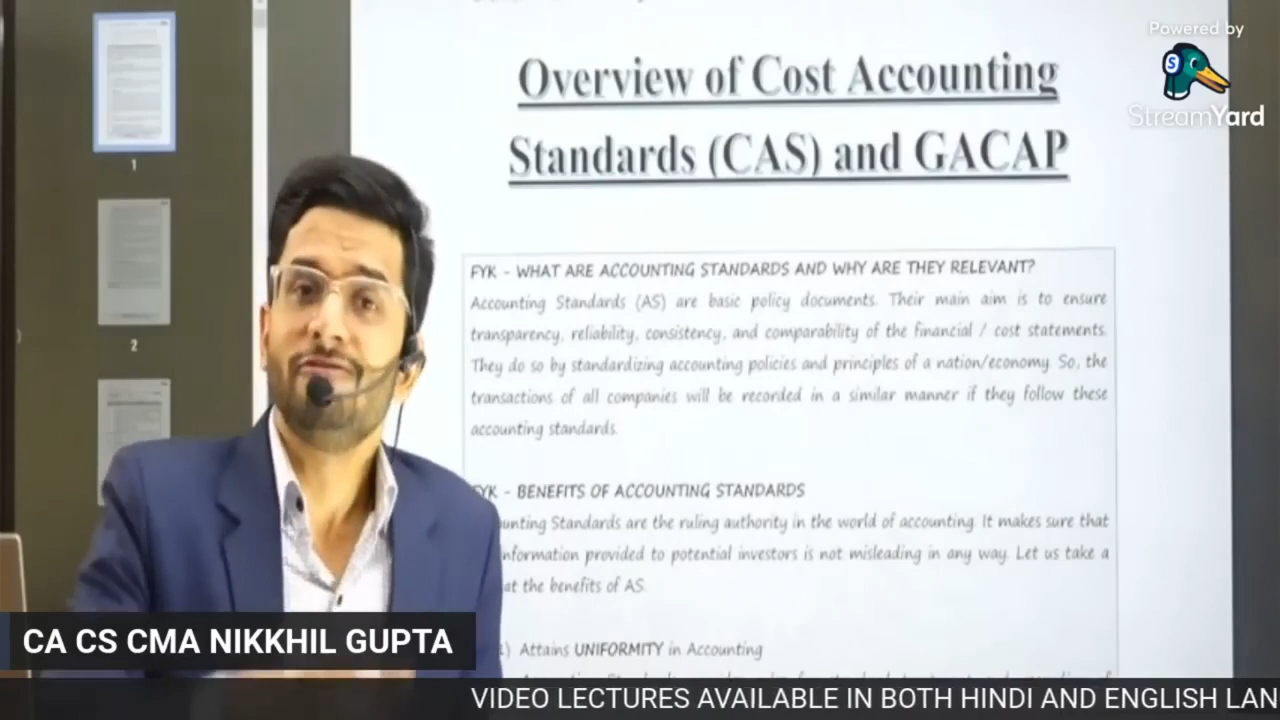 Powered by
StreamYard
Overview of Cost Accounting
Standards (CAS) and GACAP
1
2
FYK - WHAT ARE ACCOUNTING STANDARDS AND WHY ARE THEY RELEVANT?
Accounting Standards (AS) are basic policy documents. Their main aim is to ensure
transparency, reliability, consistency, and comparability of the financial / cost statements.
They do so by standardizing accounting policies and principles of a nation/economy. So, the
transactions of all companies will be recorded in a similar manner if they follow these
accounting standards.
FYK - BENEFITS OF ACCOUNTING STANDARDS
unting Standards are the ruling authority in the world of accounting. It makes sure that
nformation provided to potential investors is not misleading in any way. Let us take a
at the benefits of AS.
) Attains UNIFORMITY in Accounting
CA CS CMA NIKKHIL GUPTA
VIDEO LECTURES AVAILABLE IN BOTH HINDI AND ENGLISH LAN